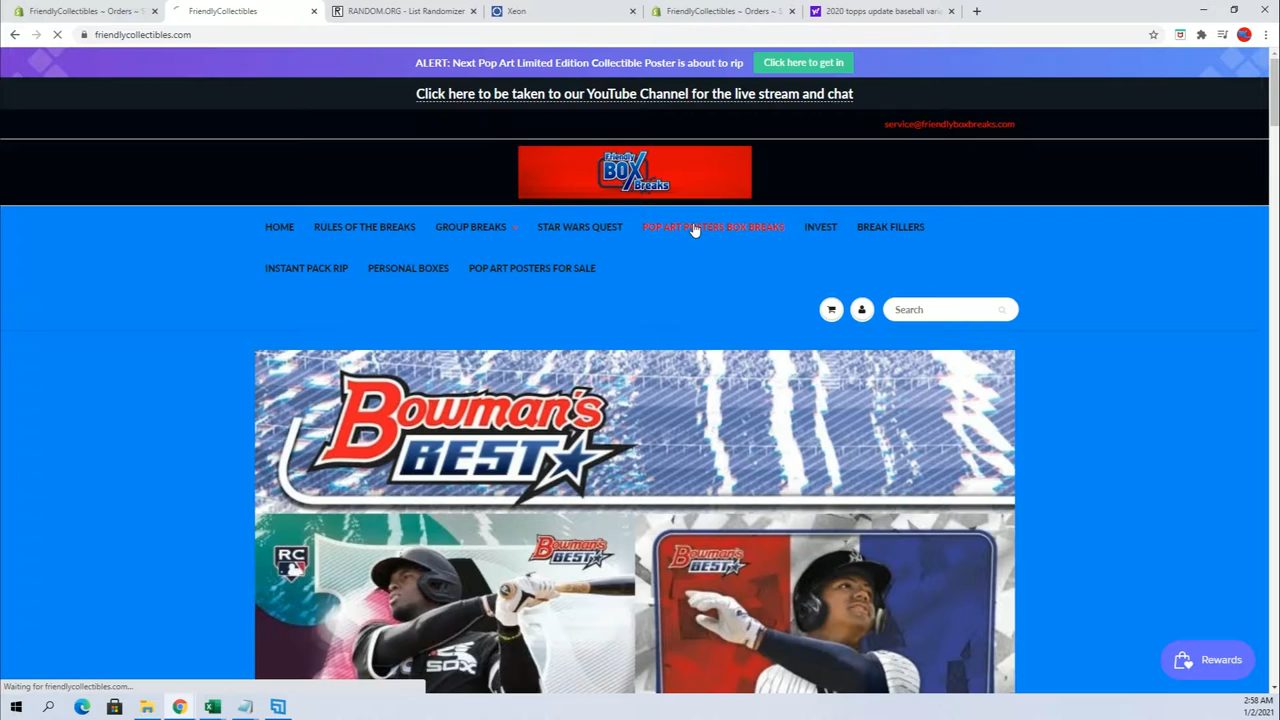 FriendlyCollectibles ~ Orders ~ S
FriendlyCollectibles
RANDOM.ORG - List Randomizer
Xeon
FriendlyCollectibles ~ Orders ~ S
2020 topps update baseball vari
friendlycollectibles.com
ALERT: Next Pop Art Limited Edition Collectible Poster is about to rip
Click here to get in
Click here to be taken to our YouTube Channel for the live stream and chat
service@friendlyboxbreaks.com
Friendly
BOX
Breaks
HOME RULES OF THE BREAKS GROUP BREAKS STAR WARS QUEST POP ART POSTERS BOX BREAKS INVEST BREAK FILLERS
INSTANT PACK RIP PERSONAL BOXES POP ART POSTERS FOR SALE
Search
Bowman's
BEST
RC
Bowman's
BEST
Bowman's
BEST
SOX
Rewards
Waiting for friendlycollectibles.com...
2:58 AM
1/2/2021